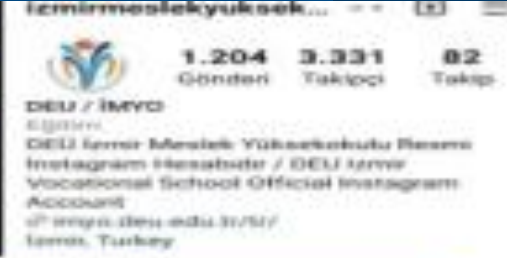 izmirmeslekyuksek...
1.204 3.331 82
Gönderi Takipçi Takip
DEU / İMYO
Eğitim
DEU İzmir Meslek Yüksekokulu Resmi
Instagram Hesabıdır / DEU İzmir
Vocational School Official Instagram
Account
imyo.deu.edu.tr/tr/
İzmir, Turkey